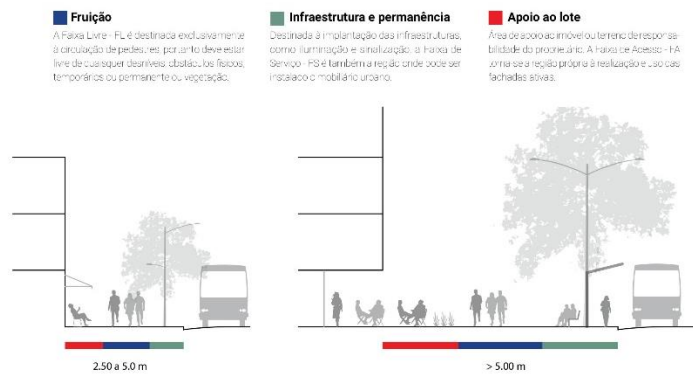 Fruição
A Faixa Livre - FL é destinada exclusivamente
à circulação de pedestres, portanto deve estar
livre de quaisquer desníveis, obstáculos físicos,
temporários ou permanente ou vegetação.
Infraestrutura e permanência
Destinada à implantação das infraestruturas,
como iluminação e sinalização, a Faixa de
Serviço - FS é também a região onde pode ser
instalado o mobiliário urbano.
Apoio ao lote
Área de apoio ao imóvel ou terreno de responsa-
bilidade do proprietário. A Faixa de Acesso - FA
torna-se a região própria à realização e uso das
fachadas ativas.
2.50 a 5.0 m
> 5.00 m